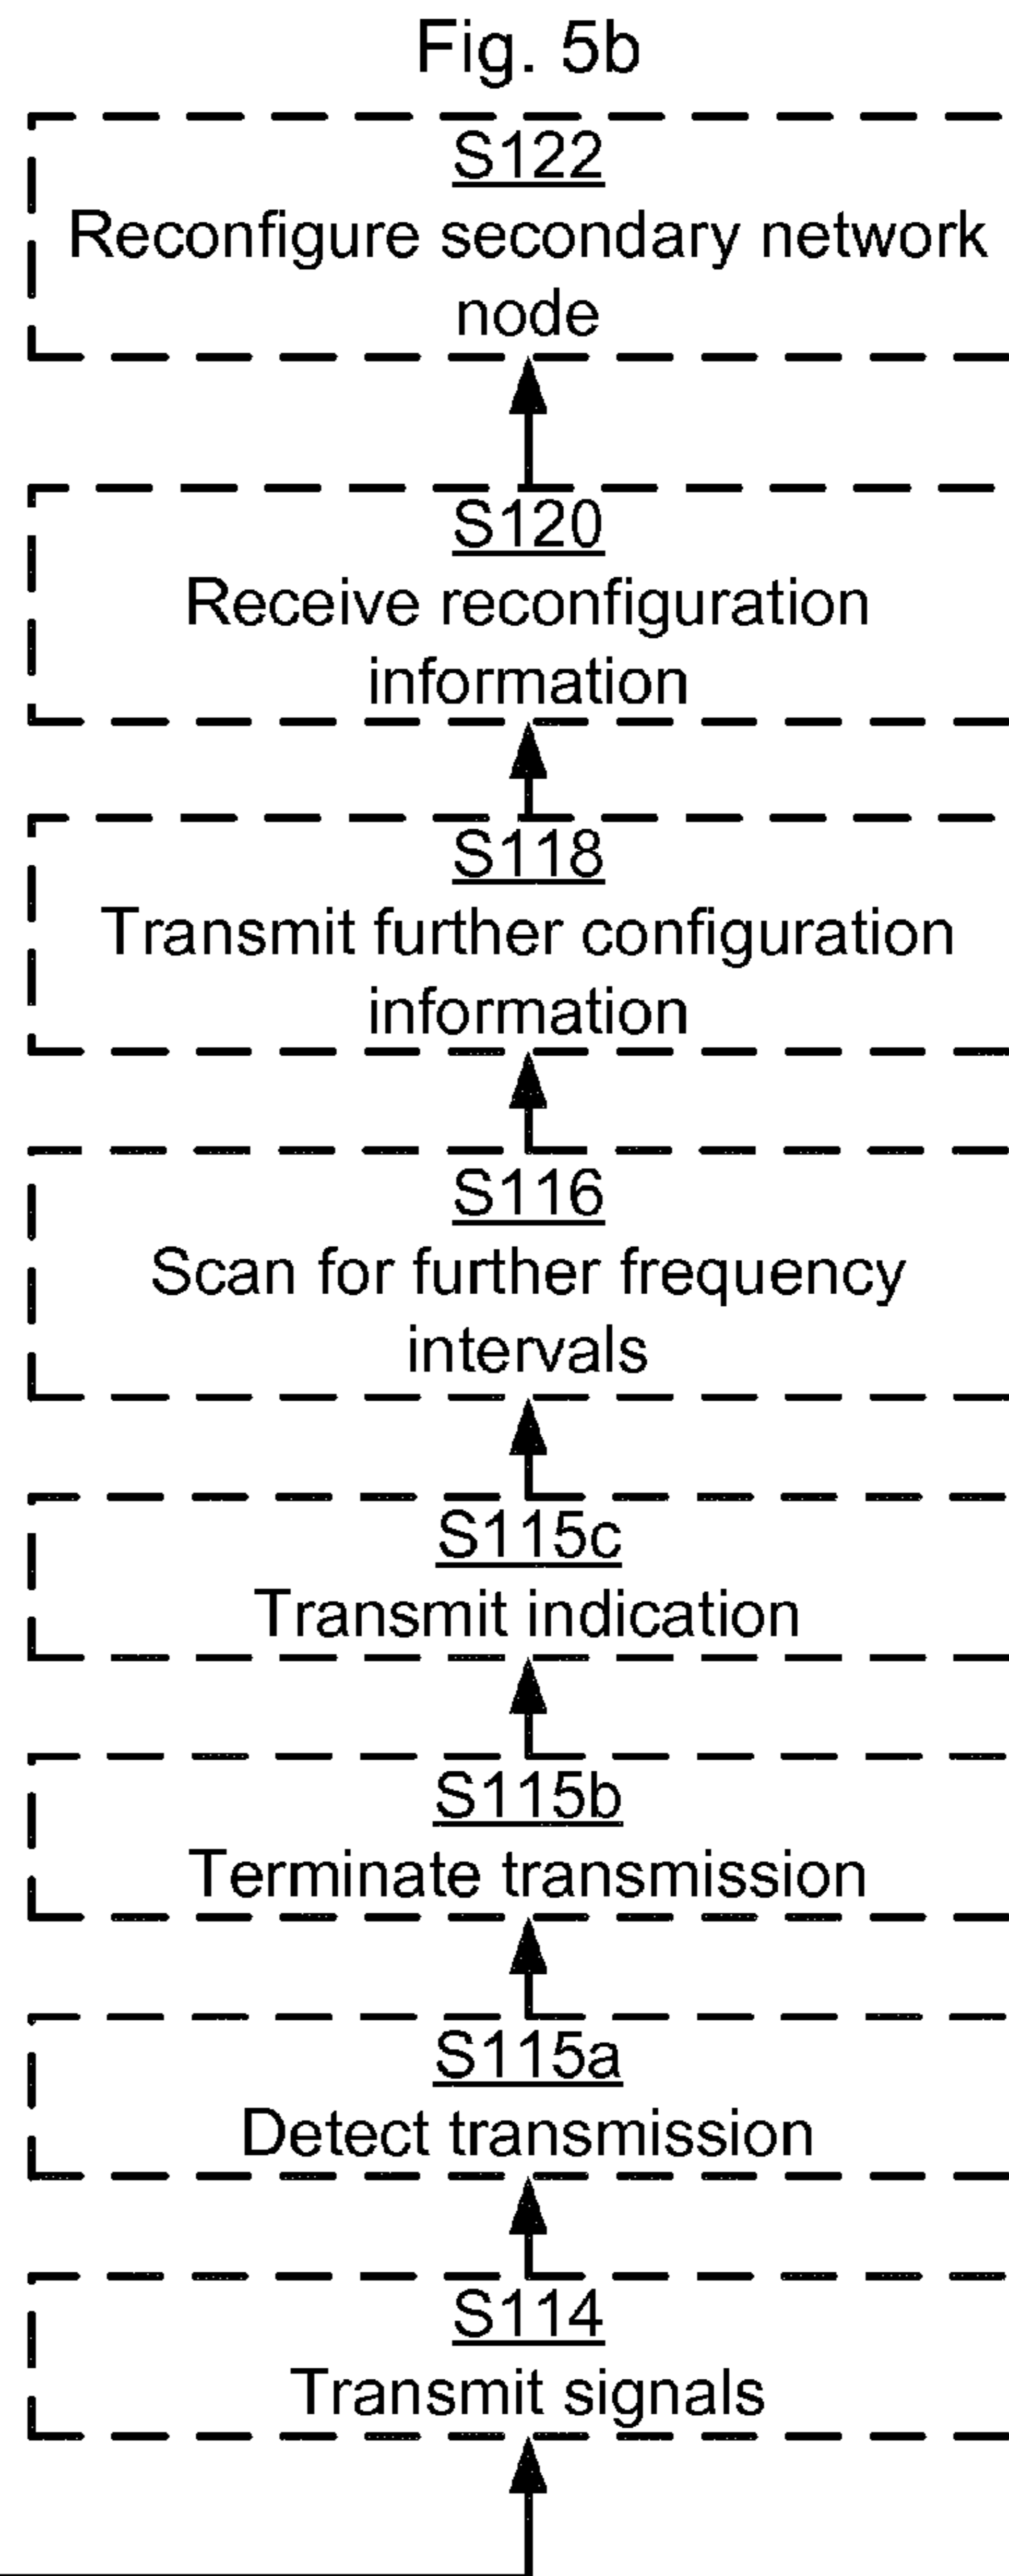 Fig. 5b
S122
Reconfigure secondary network
node
S120
Receive reconfiguration
information
S118
Transmit further configuration
information
S116
Scan for further frequency
intervals
S115c
Transmit indication
S115b
Terminate transmission
S115a
Detect transmission
S114
Transmit signals